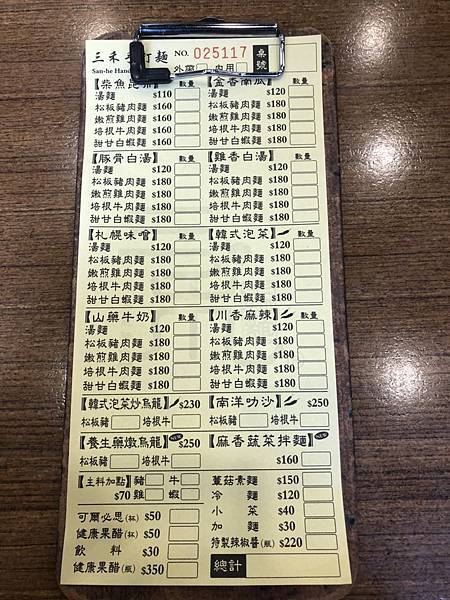 三禾手打麵 NO. 025117 桌號
San-he Hand 外帶 內用
【柴魚昆布】 數量
湯麵 $110
松板豬肉麵 $160
嫩煎雞肉麵 $160
培根牛肉麵 $160
甜甘白蝦麵 $160
【金香南瓜】 數量
湯麵 $120
松板豬肉麵 $180
嫩煎雞肉麵 $180
培根牛肉麵 $180
甜甘白蝦麵 $180
【豚骨白湯】 數量
湯麵 $120
松板豬肉麵 $180
嫩煎雞肉麵 $180
培根牛肉麵 $180
甜甘白蝦麵 $180
【雞香白湯】 數量
湯麵 $120
松板豬肉麵 $180
嫩煎雞肉麵 $180
培根牛肉麵 $180
甜甘白蝦麵 $180
【札幌味噌】 數量
湯麵 $120
松板豬肉麵 $180
嫩煎雞肉麵 $180
培根牛肉麵 $180
甜甘白蝦麵 $180
【韓式泡菜】 數量
湯麵 $120
松板豬肉麵 $180
嫩煎雞肉麵 $180
培根牛肉麵 $180
甜甘白蝦麵 $180
【山藥牛奶】 數量
湯麵 $120
松板豬肉麵 $180
嫩煎雞肉麵 $180
培根牛肉麵 $180
甜甘白蝦麵 $180
【川香麻辣】 數量
湯麵 $120
松板豬肉麵 $180
嫩煎雞肉麵 $180
培根牛肉麵 $180
甜甘白蝦麵 $180
【韓式泡菜炒烏龍】 $230
松板豬 培根牛
【南洋叻沙】 $250
松板豬 培根牛
【養生藥燉烏龍】 NEW $250
松板豬 培根牛
【麻香蔬菜拌麵】 NEW
$160
【主料加點】 豬 牛
$70 雞 蝦
可爾必思(杯) $50
健康果醋(杯) $50
飲料 $30
健康果醋(瓶) $350
蕈菇素麵 $150
冷麵 $120
小菜 $40
加麵 $30
特製辣椒醬(瓶) $220
總計